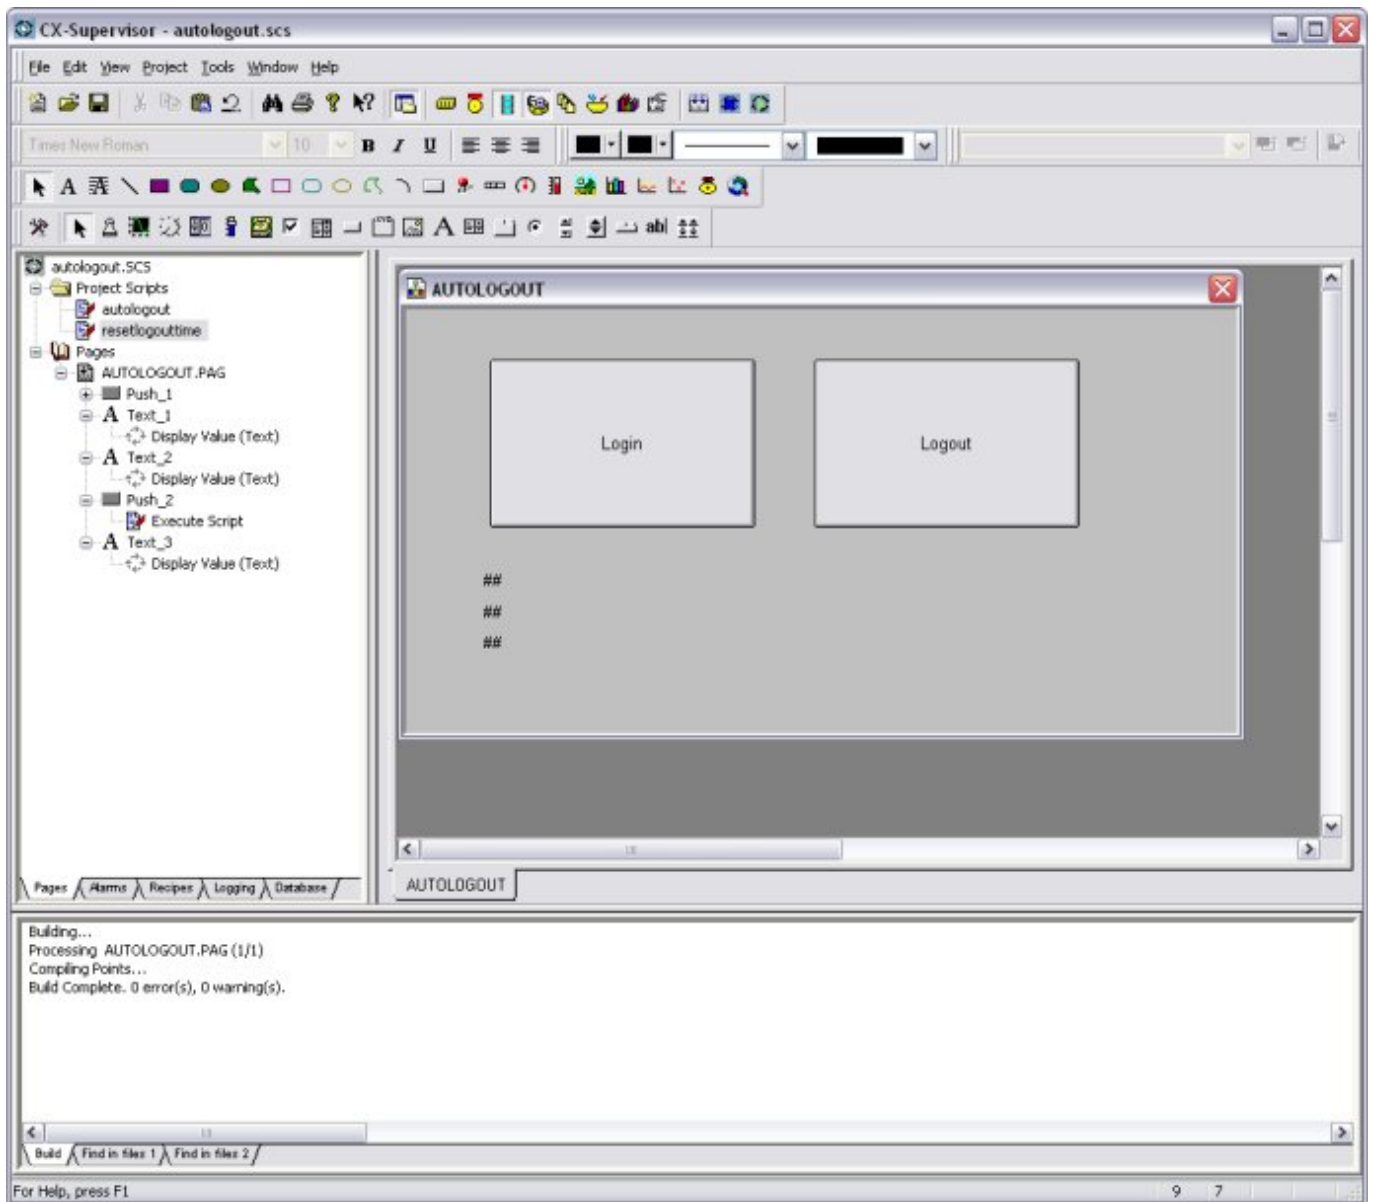 CX-Supervisor - autologout.scs
File Edit View Project Tools Window Help
Times New Roman 10 B I U
A
A abl
autologout.SCS
Project Scripts
autologout
resetlogouttime
Pages
AUTOLOGOUT.PAG
Push_1
A Text_1
Display Value (Text)
A Text_2
Display Value (Text)
Push_2
Execute Script
A Text_3
Display Value (Text)
Pages Alarms Recipes Logging Database
AUTOLOGOUT
Login Logout
##
##
##
AUTOLOGOUT
Building...
Processing AUTOLOGOUT.PAG (1/1)
Compiling Points...
Build Complete. 0 error(s), 0 warning(s).
Build Find in files 1 Find in files 2
For Help, press F1 9 7